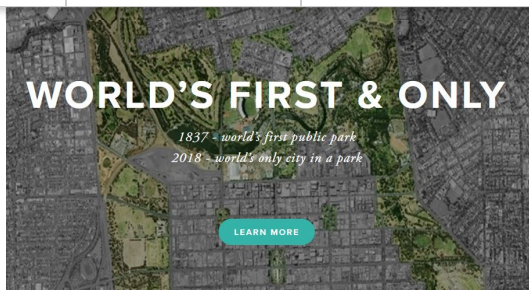 WORLD'S FIRST & ONLY
1837 - world's first public park
2018 - world's only city in a park
LEARN MORE